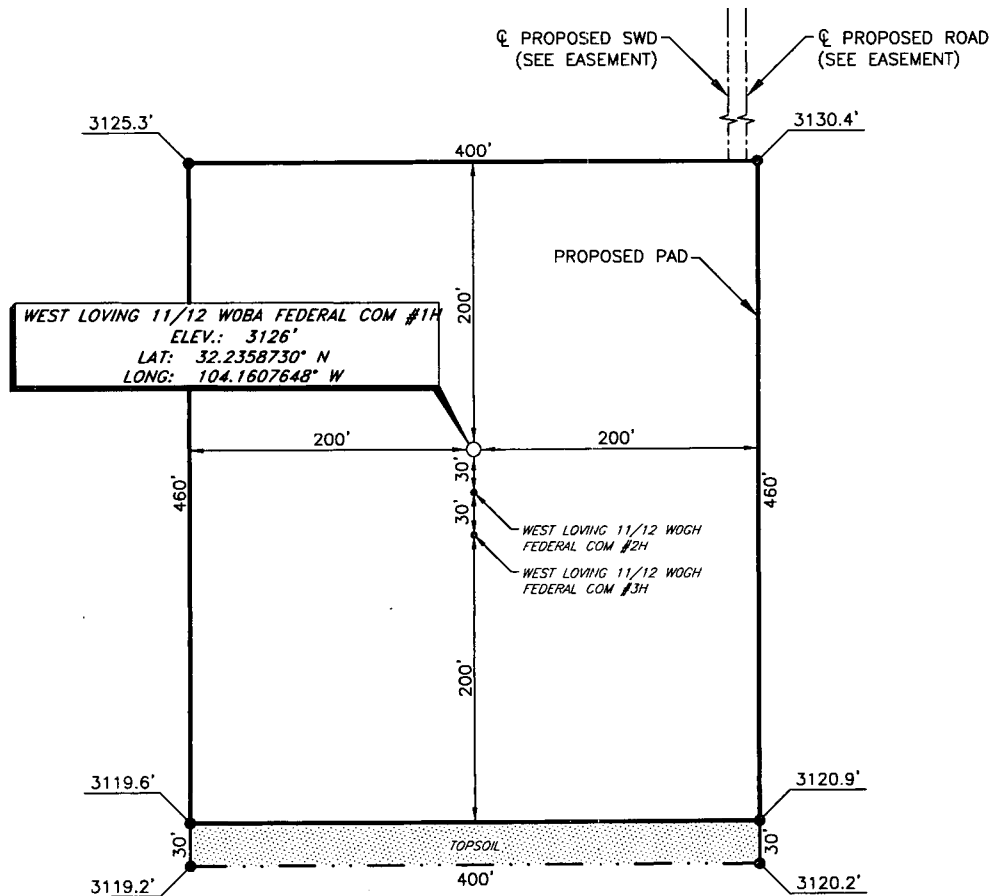 ℄ PROPOSED SWD
(SEE EASEMENT)
℄ PROPOSED ROAD
(SEE EASEMENT)
3125.3'
3130.4'
400'
PROPOSED PAD
200'
WEST LOVING 11/12 WOBA FEDERAL COM #1H
ELEV.: 3126'
LAT: 32.2358730° N
LONG: 104.1607648° W
200'
200'
460'
30'
460'
30'
WEST LOVING 11/12 WOGH
FEDERAL COM #2H
WEST LOVING 11/12 WOGH
FEDERAL COM #3H
200'
3119.6'
3120.9'
30'
TOPSOIL
30'
3119.2'
400'
3120.2'